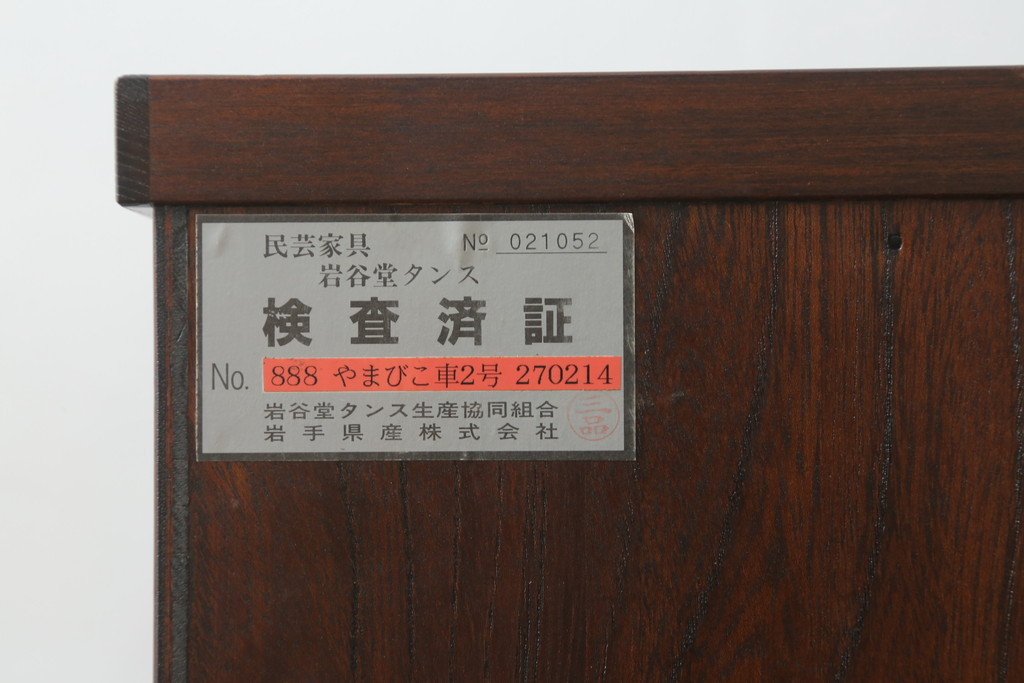 民芸家具 № 021052
岩谷堂タンス
検査済証
No. 888 やまびこ車2号 270214
岩谷堂タンス生産協同組合
岩手県産株式会社